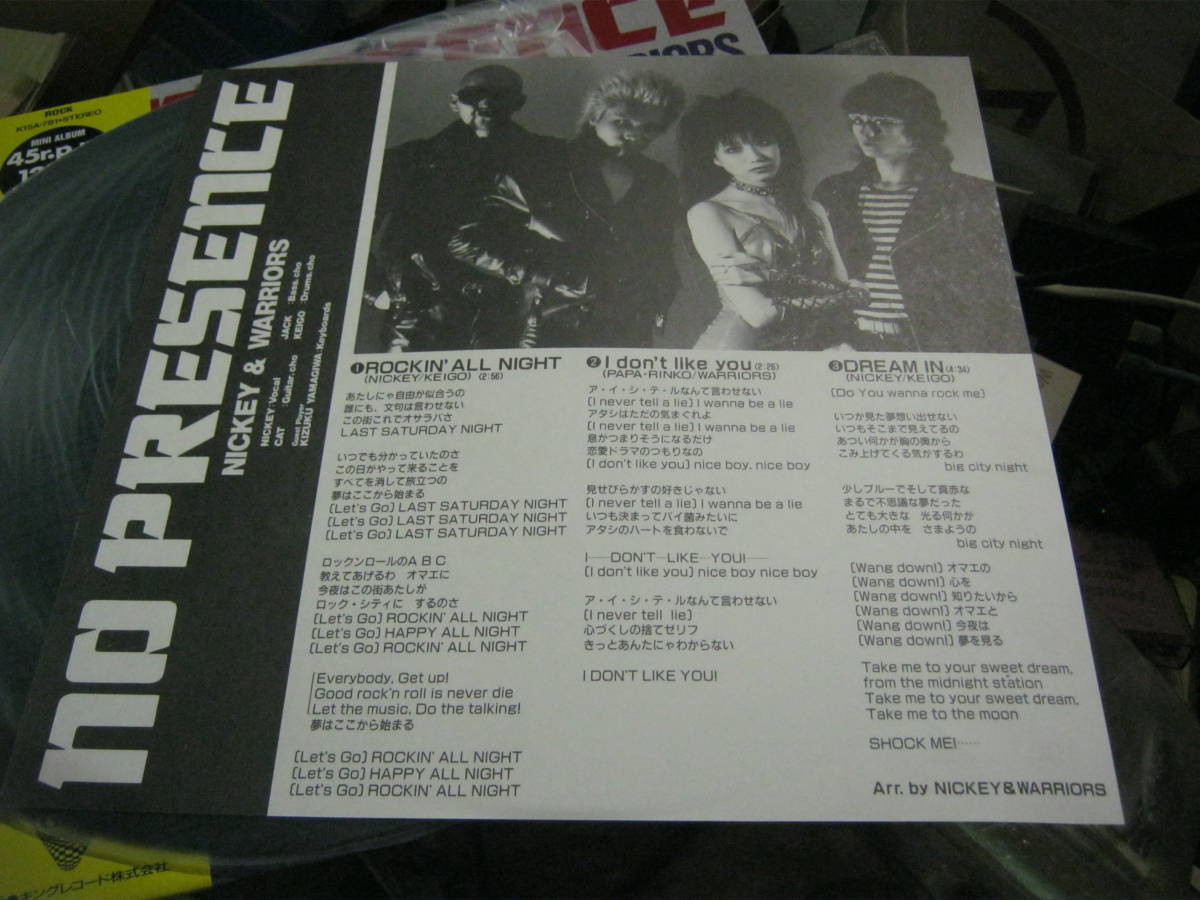 ROCK
K15A-781•STEREO
MINI ALBUM
45r.p.
キングレコード株式会社
NO PRESENCE
NICKEY & WARRIORS
NICKEY :Vocal
CAT :Guitar.cho
JACK :Bass.cho
KEIGO :Drums.cho
Guest Player
KIZUKU YAMAGIWA:Keyboards
❶ROCKIN' ALL NIGHT
(NICKEY/KEIGO) (2:56)
あたしにゃ自由が似合うの
誰にも、文句は言わせない
この街これでオサラバさ
LAST SATURDAY NIGHT
いつでも分かっていたのさ
この日がやって来ることを
すべてを消して旅立つの
夢はここから始まる
(Let's Go) LAST SATURDAY NIGHT
(Let's Go) LAST SATURDAY NIGHT
(Let's Go) LAST SATURDAY NIGHT
ロックンロールのＡＢＣ
教えてあげるわ　オマエに
今夜はこの街あたしが
ロック・シティに　するのさ
(Let's Go) ROCKIN' ALL NIGHT
(Let's Go) HAPPY ALL NIGHT
(Let's Go) ROCKIN' ALL NIGHT
Everybody, Get up!
Good rock'n roll is never die
Let the music, Do the talking!
夢はここから始まる
(Let's Go) ROCKIN' ALL NIGHT
(Let's Go) HAPPY ALL NIGHT
(Let's Go) ROCKIN' ALL NIGHT
❷I don't like you (2:26)
(PAPA・RINKO/WARRIORS)
ア・イ・シ・テ・ルなんて言わせない
(I never tell a lie) I wanna be a lie
アタシはただの気まぐれよ
(I never tell a lie) I wanna be a lie
息がつまりそうになるだけ
恋愛ドラマのつもりなの
(I don't like you) nice boy, nice boy
見せびらかすの好きじゃない
(I never tell a lie) I wanna be a lie
いつも決まってバイ菌みたいに
アタシのハートを食わないで
I──DON'T─LIKE─YOU!──
(I don't like you) nice boy nice boy
ア・イ・シ・テ・ルなんて言わせない
(I never tell lie)
心づくしの捨てゼリフ
きっとあんたにゃわからない
I DON'T LIKE YOU!
❸DREAM IN (4:34)
(NICKEY/KEIGO)
(Do You wanna rock me)
いつか見た夢想い出せない
いつもそこまで見えてるの
あつい何かが胸の奥から
こみ上げてくる気がするわ
big city night
少しブルーでそして真赤な
まるで不思議な夢だった
とても大きな　光る何かが
あたしの中を　さまようの
big city night
(Wang down!) オマエの
(Wang down!) 心を
(Wang down!) 知りたいから
(Wang down!) オマエと
(Wang down!) 今夜は
(Wang down!) 夢を見る
Take me to your sweet dream,
from the midnight station
Take me to your sweet dream,
Take me to the moon
SHOCK ME!……
Arr. by NICKEY&WARRIORS